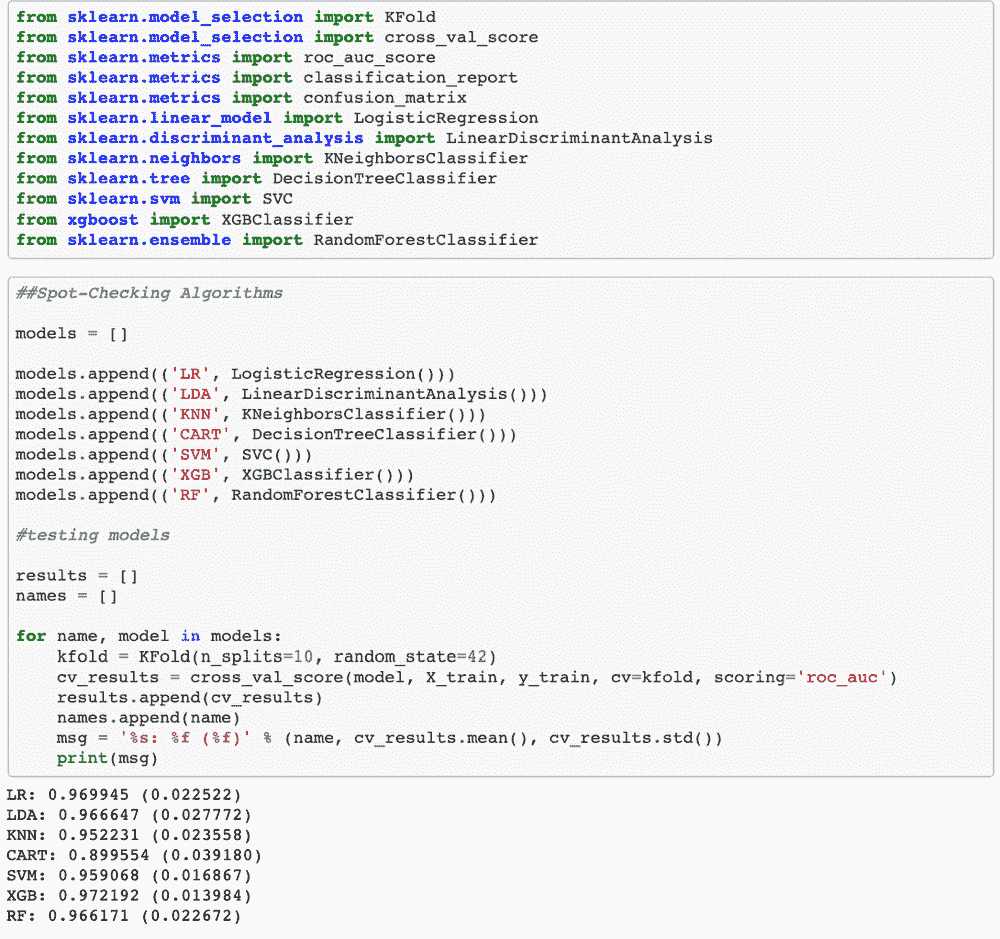 from sklearn.model_selection import KFold
from sklearn.model_selection import cross_val_score
from sklearn.metrics import roc_auc_score
from sklearn.metrics import classification_report
from sklearn.metrics import confusion_matrix
from sklearn.linear_model import LogisticRegression
from sklearn.discriminant_analysis import LinearDiscriminantAnalysis
from sklearn.neighbors import KNeighborsClassifier
from sklearn.tree import DecisionTreeClassifier
from sklearn.svm import SVC
from xgboost import XGBClassifier
from sklearn.ensemble import RandomForestClassifier
##Spot-Checking Algorithms
models = []
models.append(('LR', LogisticRegression()))
models.append(('LDA', LinearDiscriminantAnalysis()))
models.append(('KNN', KNeighborsClassifier()))
models.append(('CART', DecisionTreeClassifier()))
models.append(('SVM', SVC()))
models.append(('XGB', XGBClassifier()))
models.append(('RF', RandomForestClassifier()))
#testing models
results = []
names = []
for name, model in models:
    kfold = KFold(n_splits=10, random_state=42)
    cv_results = cross_val_score(model, X_train, y_train, cv=kfold, scoring='roc_auc')
    results.append(cv_results)
    names.append(name)
    msg = '%s: %f (%f)' % (name, cv_results.mean(), cv_results.std())
    print(msg)
LR: 0.969945 (0.022522)
LDA: 0.966647 (0.027772)
KNN: 0.952231 (0.023558)
CART: 0.899554 (0.039180)
SVM: 0.959068 (0.016867)
XGB: 0.972192 (0.013984)
RF: 0.966171 (0.022672)